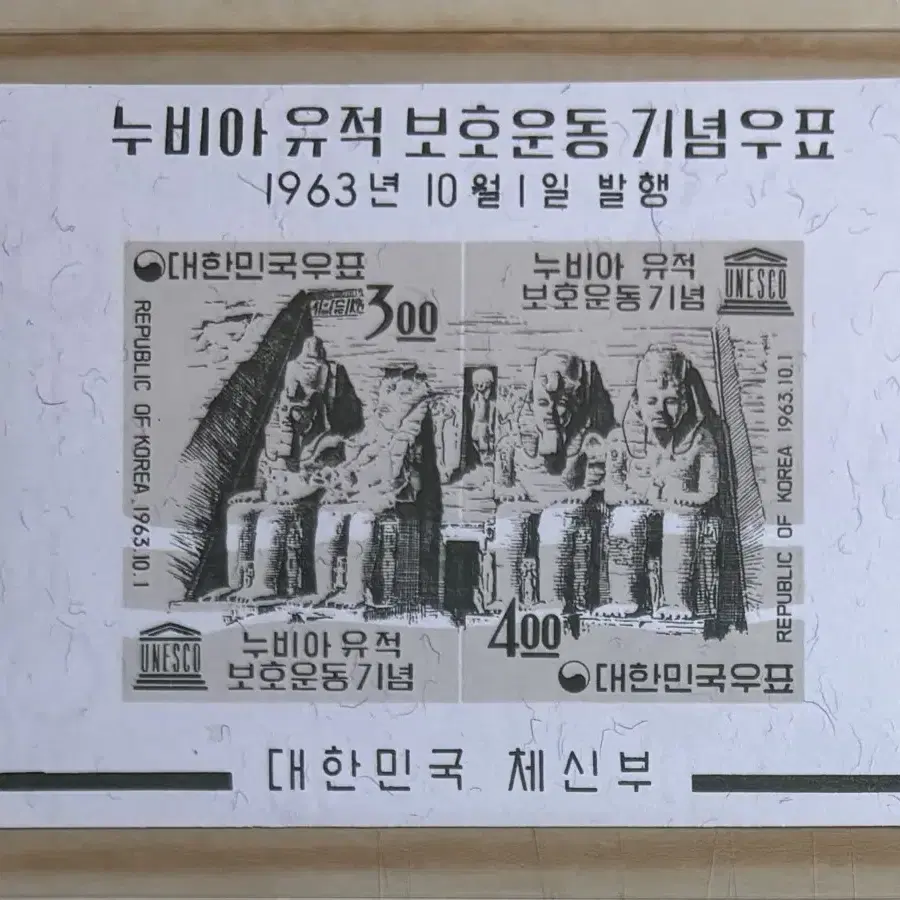 누비아 유적 보호운동 기념우표
1963년 10월 1일 발행
대한민국우표
3.00
REPUBLIC OF KOREA 1963.10.1
UNESCO
누비아 유적
보호운동기념
누비아 유적
보호운동기념
UNESCO
REPUBLIC OF KOREA 1963.10.1
4.00
대한민국우표
대한민국 체신부